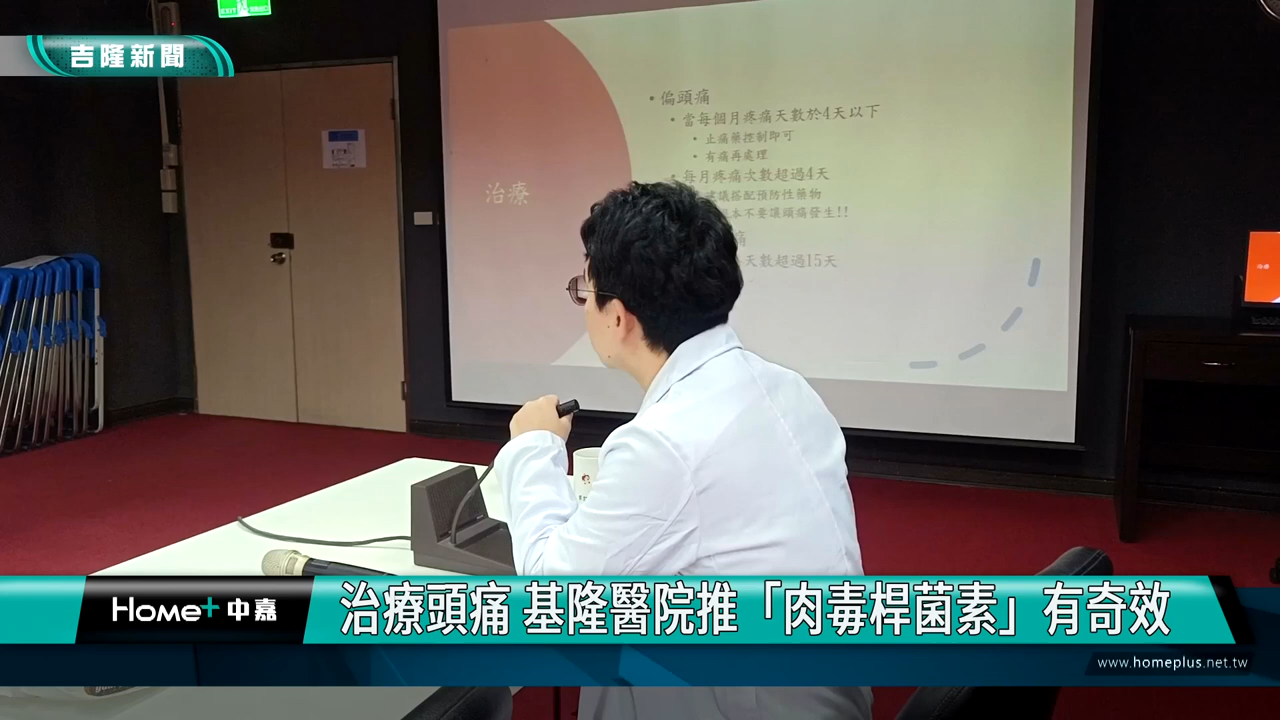 吉隆新聞
EXIT
治療
• 偏頭痛
• 當每個月疼痛天數於4天以下
• 止痛藥控制即可
• 有痛再處理
每月疼痛次數超過4天
議搭配預防性藥物
本不要讓頭痛發生!!
痛
天數超過15天
Home+ 中嘉
治療頭痛 基隆醫院推「肉毒桿菌素」有奇效
www.homeplus.net.tw